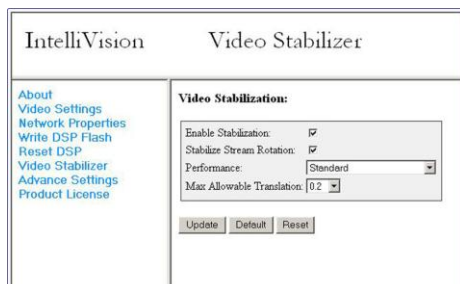 IntelliVision Video Stabilizer
About
Video Settings
Network Properties
Write DSP Flash
Reset DSP
Video Stabilizer
Advance Settings
Product License
Video Stabilization:
Enable Stabilization:
Stabilize Stream Rotation:
Performance: Standard
Max Allowable Translation: 0.2
Update Default Reset